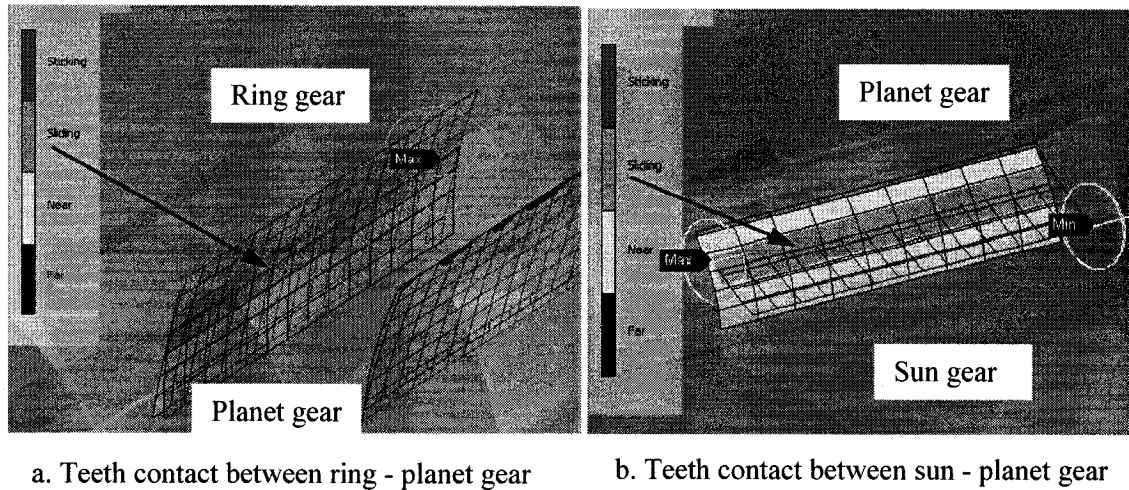 Sticking
Ring gear
Sliding
Max
Near
Far
Planet gear
Sticking
Planet gear
Sliding
Near
Max
Min
Far
Sun gear
a. Teeth contact between ring - planet gear
b. Teeth contact between sun - planet gear